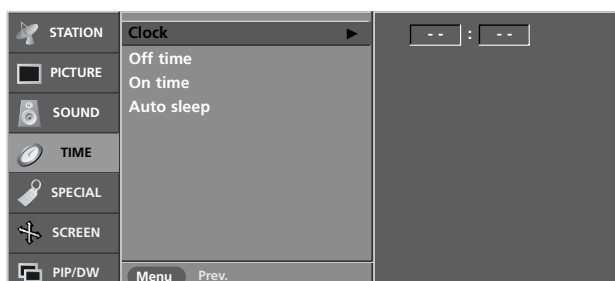 STATION
PICTURE
SOUND
TIME
SPECIAL
SCREEN
PIP/DW
Clock ▶
Off time
On time
Auto sleep
Menu Prev.
- - : - -